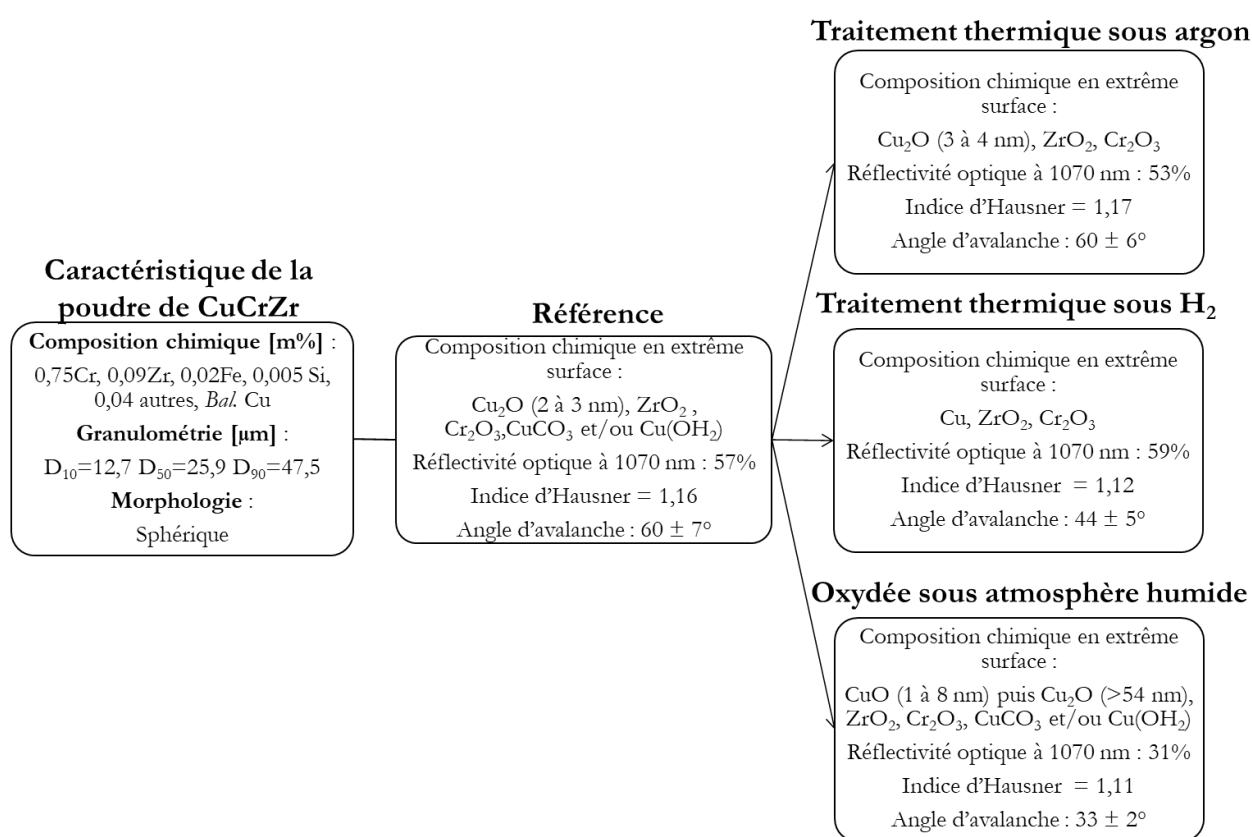 Caractéristique de la
poudre de CuCrZr
Composition chimique [m%] :
0,75Cr, 0,09Zr, 0,02Fe, 0,005 Si,
0,04 autres, Bal. Cu
Granulométrie [µm] :
D₁₀=12,7 D₅₀=25,9 D₉₀=47,5
Morphologie :
Sphérique
Référence
Composition chimique en extrême
surface :
Cu₂O (2 à 3 nm), ZrO₂ ,
Cr₂O₃,CuCO₃ et/ou Cu(OH₂)
Réflectivité optique à 1070 nm : 57%
Indice d’Hausner = 1,16
Angle d’avalanche : 60 ± 7°
Traitement thermique sous argon
Composition chimique en extrême
surface :
Cu₂O (3 à 4 nm), ZrO₂, Cr₂O₃
Réflectivité optique à 1070 nm : 53%
Indice d’Hausner = 1,17
Angle d’avalanche : 60 ± 6°
Traitement thermique sous H₂
Composition chimique en extrême
surface :
Cu, ZrO₂, Cr₂O₃
Réflectivité optique à 1070 nm : 59%
Indice d’Hausner = 1,12
Angle d’avalanche : 44 ± 5°
Oxydée sous atmosphère humide
Composition chimique en extrême
surface :
CuO (1 à 8 nm) puis Cu₂O (>54 nm),
ZrO₂, Cr₂O₃, CuCO₃ et/ou Cu(OH₂)
Réflectivité optique à 1070 nm : 31%
Indice d’Hausner = 1,11
Angle d’avalanche : 33 ± 2°